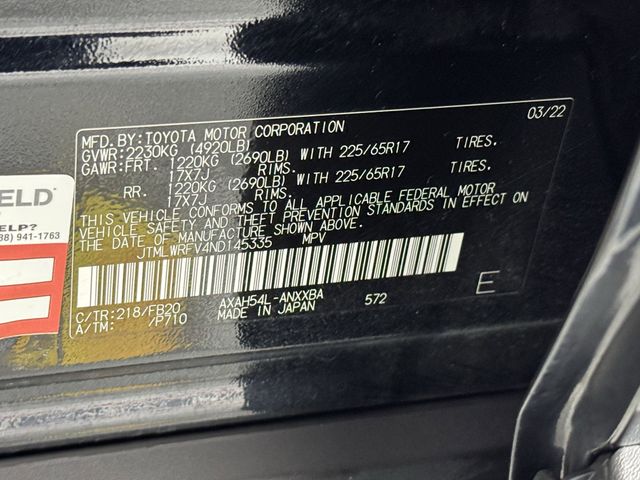 03/22
MFD. BY: TOYOTA MOTOR CORPORATION
GVWR: 2230KG (4920LB)
GAWR: FRT. 1220KG (2690LB) WITH 225/65R17 TIRES.
17X7J RIMS.
RR. 1220KG (2690LB) WITH 225/65R17 TIRES.
17X7J RIMS.
THIS VEHICLE CONFORMS TO ALL APPLICABLE FEDERAL MOTOR
VEHICLE SAFETY AND THEFT PREVENTION STANDARDS IN EFFECT ON
THE DATE OF MANUFACTURE SHOWN ABOVE.
JTMLWRFV4ND145335 MPV
C/TR: 218/FB20 AXAH54L-ANXXBA 572 E
A/TM: /P710 MADE IN JAPAN
IELD
ELP?
88) 941-1763